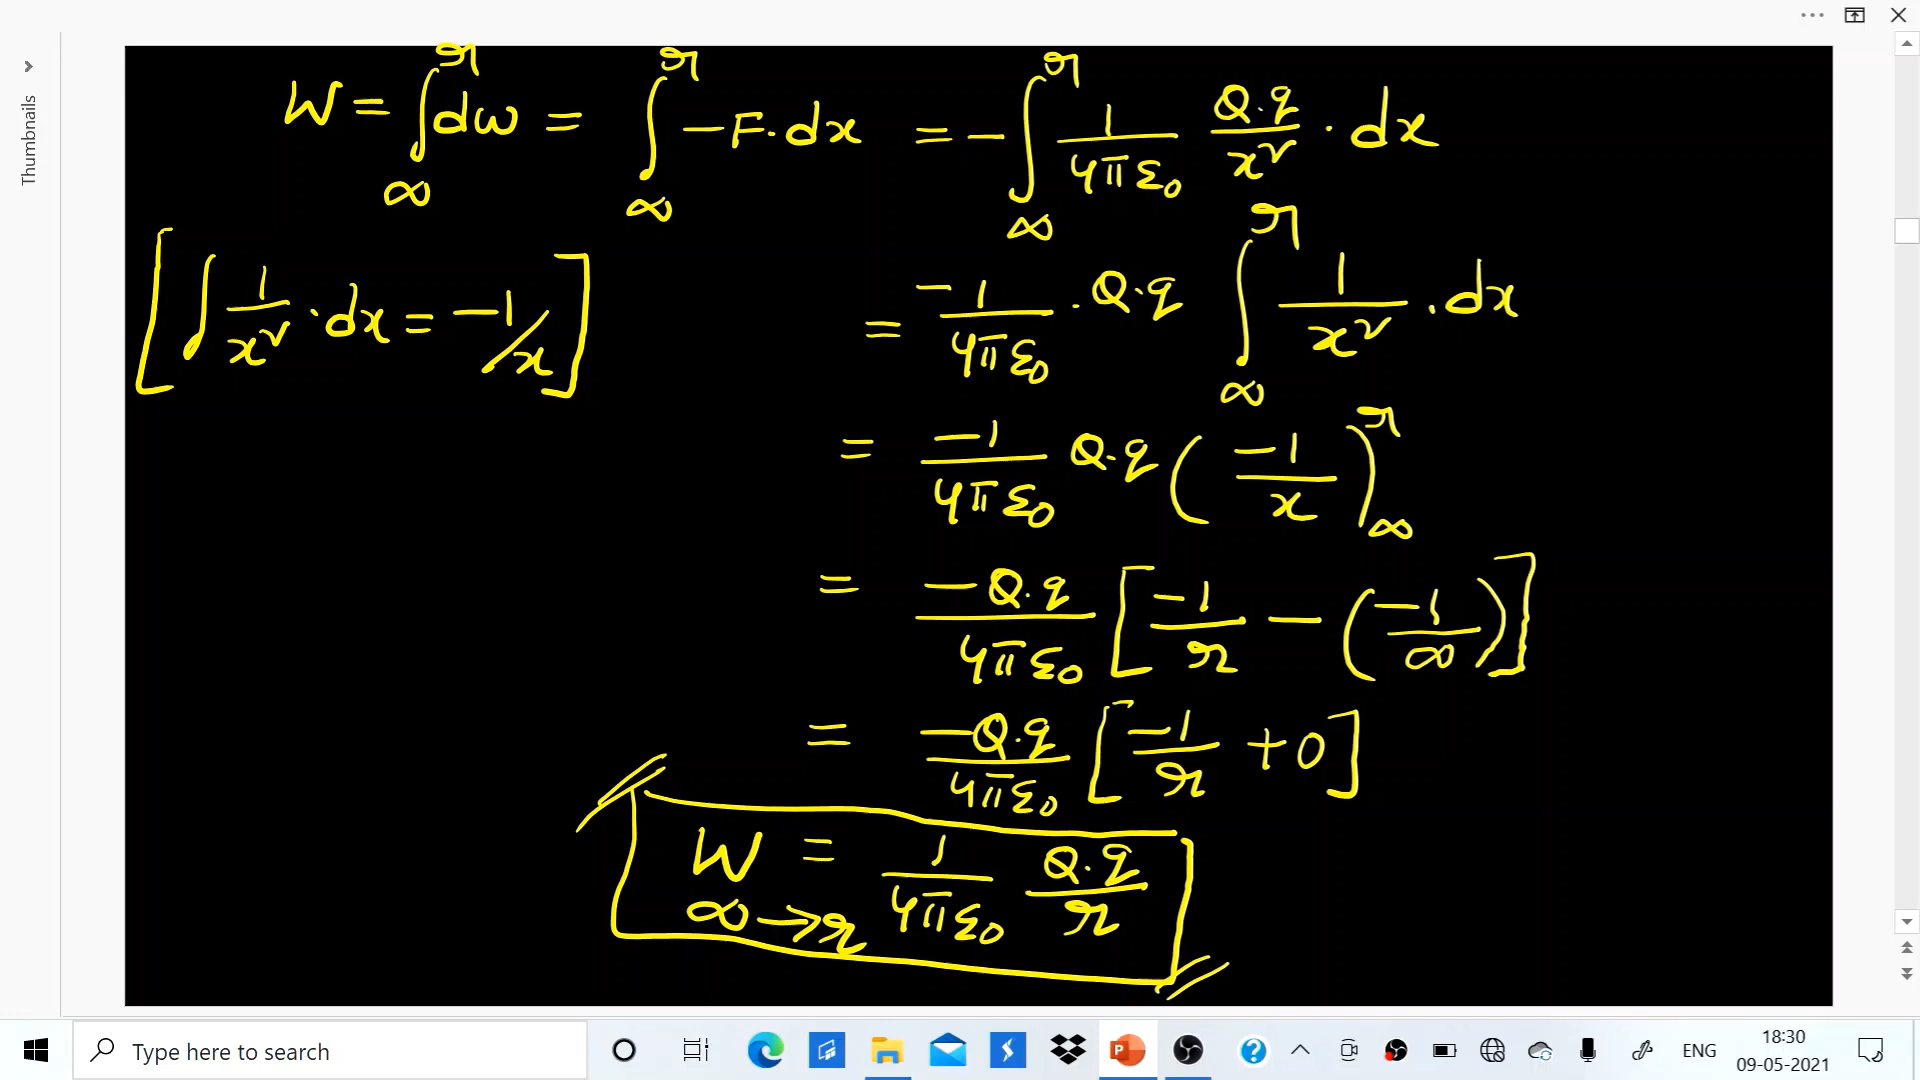 Thumbnails
W = ∫_∞^r dw = ∫_∞^r -F·dx = -∫_∞^r 1/4πε₀ Q.q/x² · dx
[∫ 1/x² · dx = -1/x]
= -1/4πε₀ · Q.q ∫_∞^r 1/x² · dx
= -1/4πε₀ Q.q (-1/x)_∞^r
= -Q.q/4πε₀ [-1/r - (-1/∞)]
= -Q.q/4πε₀ [-1/r + 0]
W = 1/4πε₀ Q.q/r
∞→r
Type here to search
ENG
18:30
09-05-2021